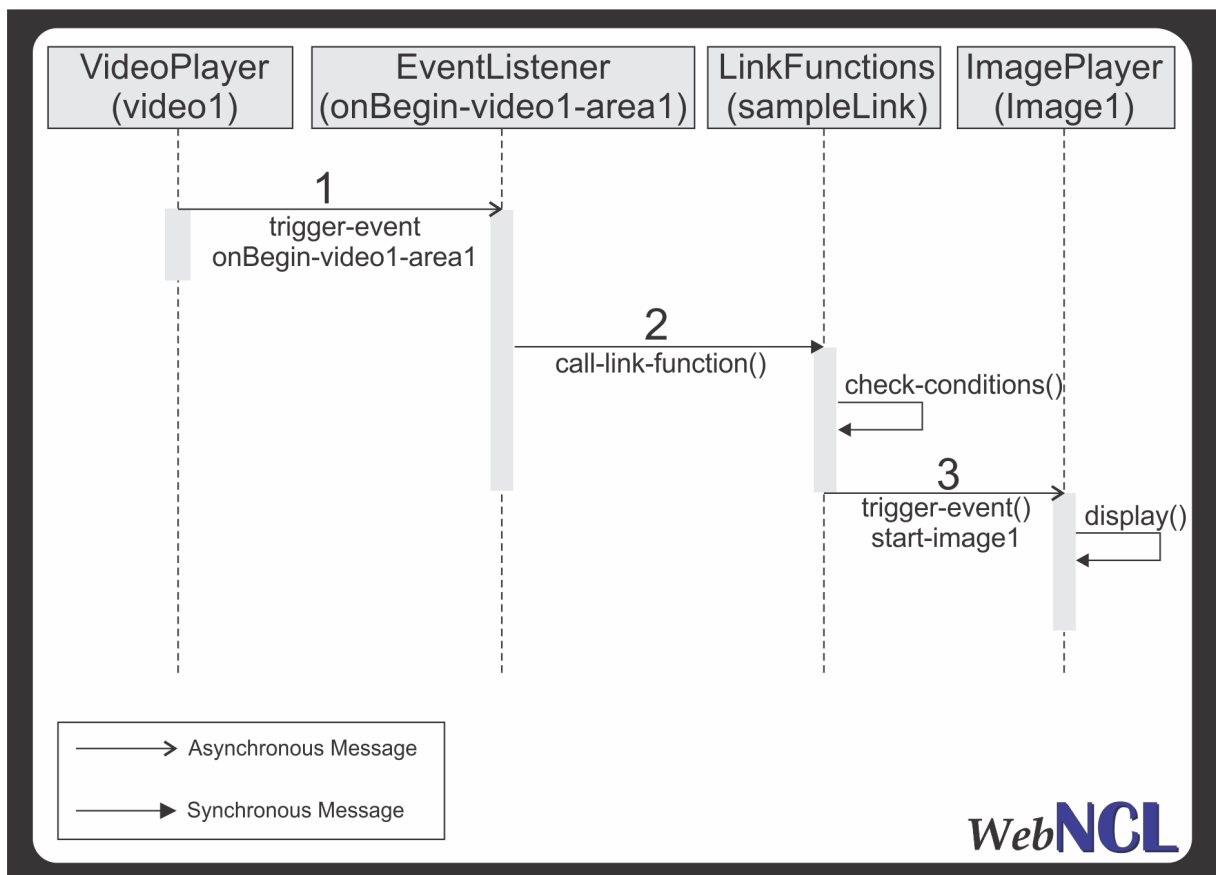 VideoPlayer
(video1)
EventListener
(onBegin-video1-area1)
LinkFunctions
(sampleLink)
ImagePlayer
(Image1)
1
trigger-event
onBegin-video1-area1
2
call-link-function()
check-conditions()
3
trigger-event()
start-image1
display()
Asynchronous Message
Synchronous Message
WebNCL